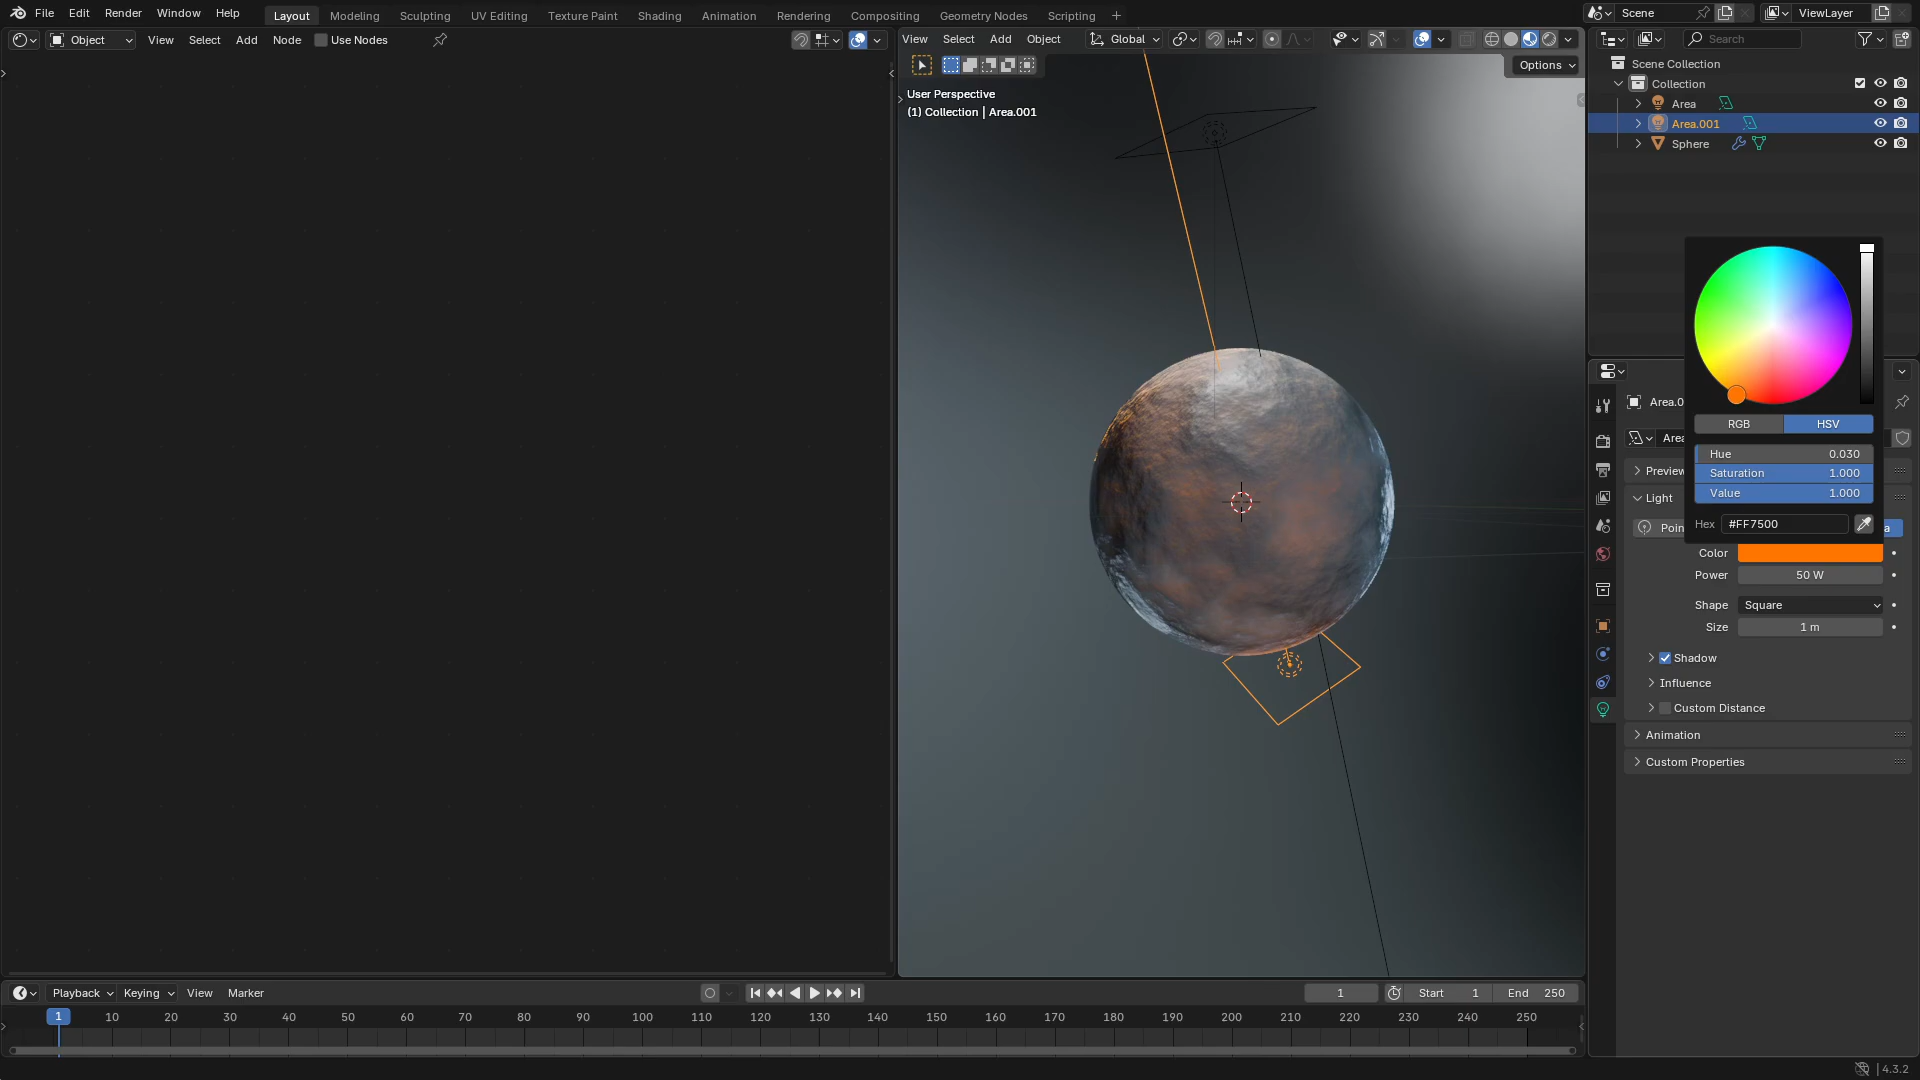 File Edit Render Window Help Layout Modeling Sculpting UV Editing Texture Paint Shading Animation Rendering Compositing Geometry Nodes Scripting + Scene ViewLayer
Object View Select Add Node Use Nodes
View Select Add Object Global
Search
Options
User Perspective
(1) Collection | Area.001
Scene Collection
Collection
Area
Area.001
Sphere
RGB HSV
Hue 0.030
Saturation 1.000
Value 1.000
Hex #FF7500
Area.0
Area
Preview
Light
Poin a
Color
Power 50 W
Shape Square
Size 1 m
Shadow
Influence
Custom Distance
Animation
Custom Properties
Playback Keying View Marker 1 Start 1 End 250
1 10 20 30 40 50 60 70 80 90 100 110 120 130 140 150 160 170 180 190 200 210 220 230 240 250
4.3.2